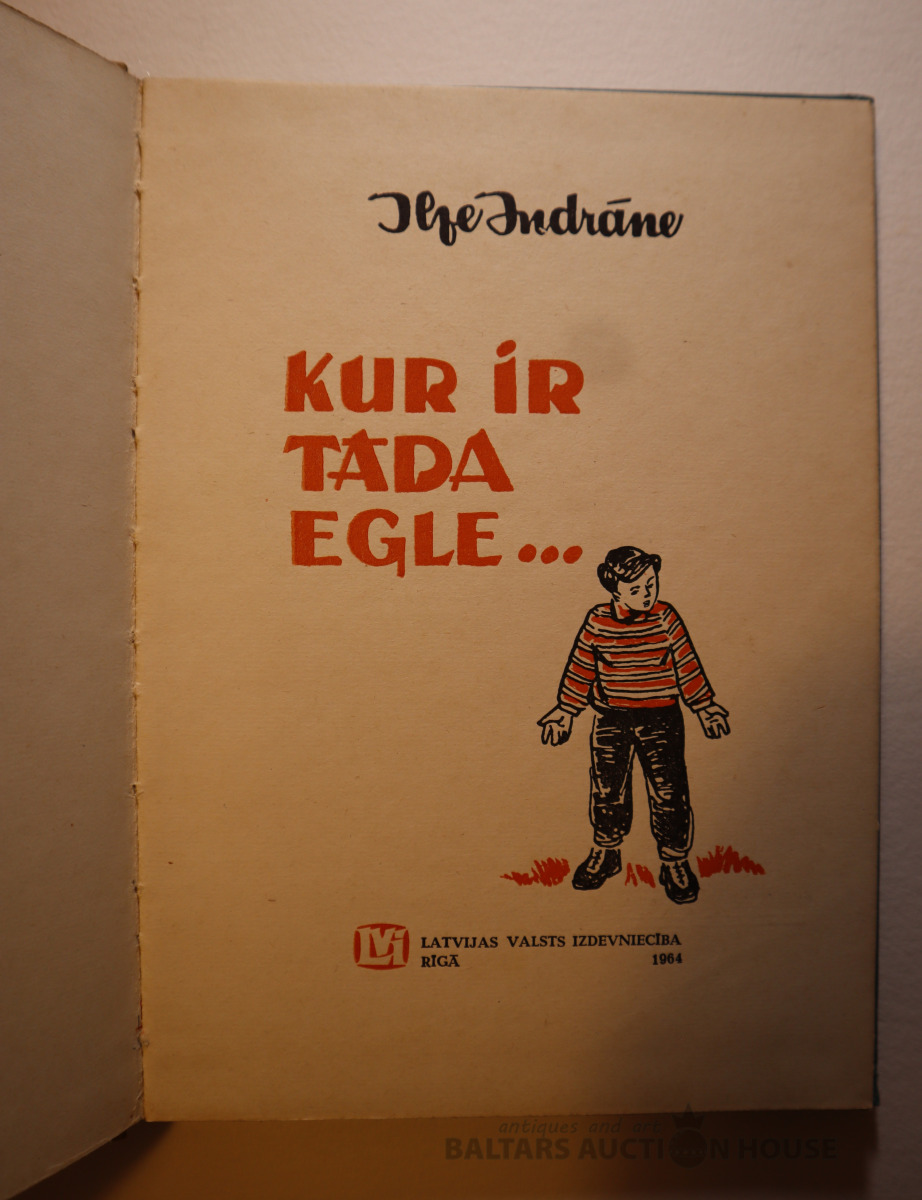 Ilze Indrāne
KUR IR
TĀDA
EGLE...
LVI
LATVIJAS VALSTS IZDEVNIECĪBA
RĪGĀ 1964
antiques and art
BALTARS AUCTION HOUSE